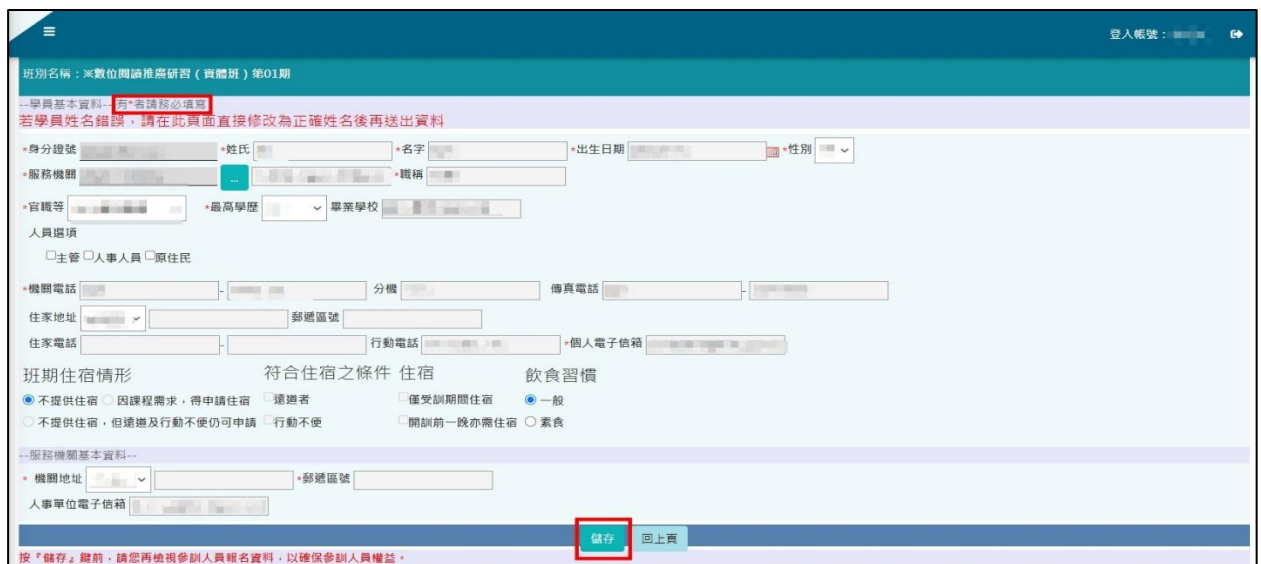 登入帳號：
班別名稱：※數位閱讀推廣研習（實體班）第01期
--學員基本資料--有*者請務必填寫
若學員姓名錯誤，請在此頁面直接修改為正確姓名後再送出資料
*身分證號 *姓氏 *名字 *出生日期 *性別
*服務機關 ... *職稱
*官職等 *最高學歷 畢業學校
人員選項
主管 人事人員 原住民
*機關電話 - 分機 傳真電話 -
住家地址 郵遞區號
住家電話 - 行動電話 *個人電子信箱
班期住宿情形 符合住宿之條件 住宿 飲食習慣
不提供住宿 因課程需求，得申請住宿 遠道者 僅受訓期間住宿 一般
不提供住宿，但遠道及行動不便仍可申請 行動不便 開訓前一晚亦需住宿 素食
--服務機關基本資料--
* 機關地址 *郵遞區號
人事單位電子信箱
儲存 回上頁
按『儲存』鍵前，請您再檢視參訓人員報名資料，以確保參訓人員權益。